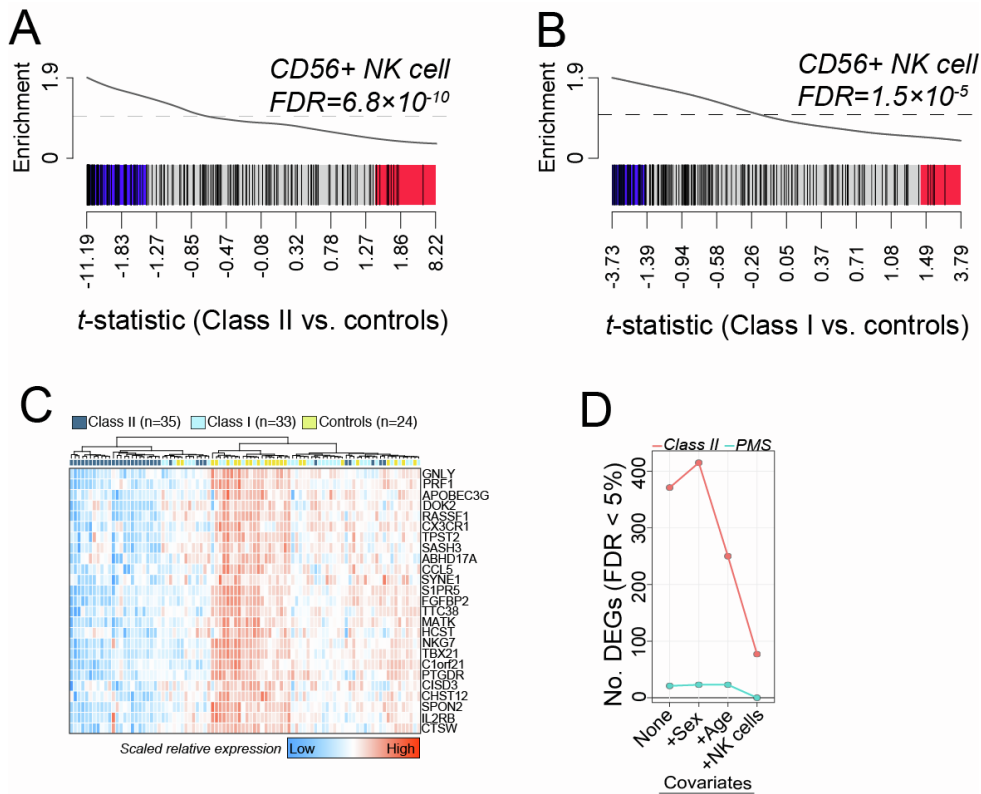 A
CD56+ NK cell
FDR=6.8×10-10
Enrichment
1.9
0
-11.19
-1.83
-1.27
-0.85
-0.47
-0.08
0.32
0.78
1.27
1.86
8.22
t-statistic (Class II vs. controls)
B
CD56+ NK cell
FDR=1.5×10-5
Enrichment
1.9
0
-3.73
-1.39
-0.94
-0.58
-0.26
0.05
0.37
0.71
1.08
1.49
3.79
t-statistic (Class I vs. controls)
C
Class II (n=35) Class I (n=33) Controls (n=24)
GNLY
PRF1
APOBEC3G
DOK2
RASSF1
CX3CR1
TPST2
SASH3
ABHD17A
CCL5
SYNE1
S1PR5
FGFBP2
TTC38
MATK
HCST
NKG7
TBX21
C1orf21
PTGDR
CISD3
CHST12
SPON2
IL2RB
CTSW
Scaled relative expression Low High
D
Class II PMS
No. DEGs (FDR < 5%)
400
300
200
100
0
None
+Sex
+Age
+NK cells
Covariates